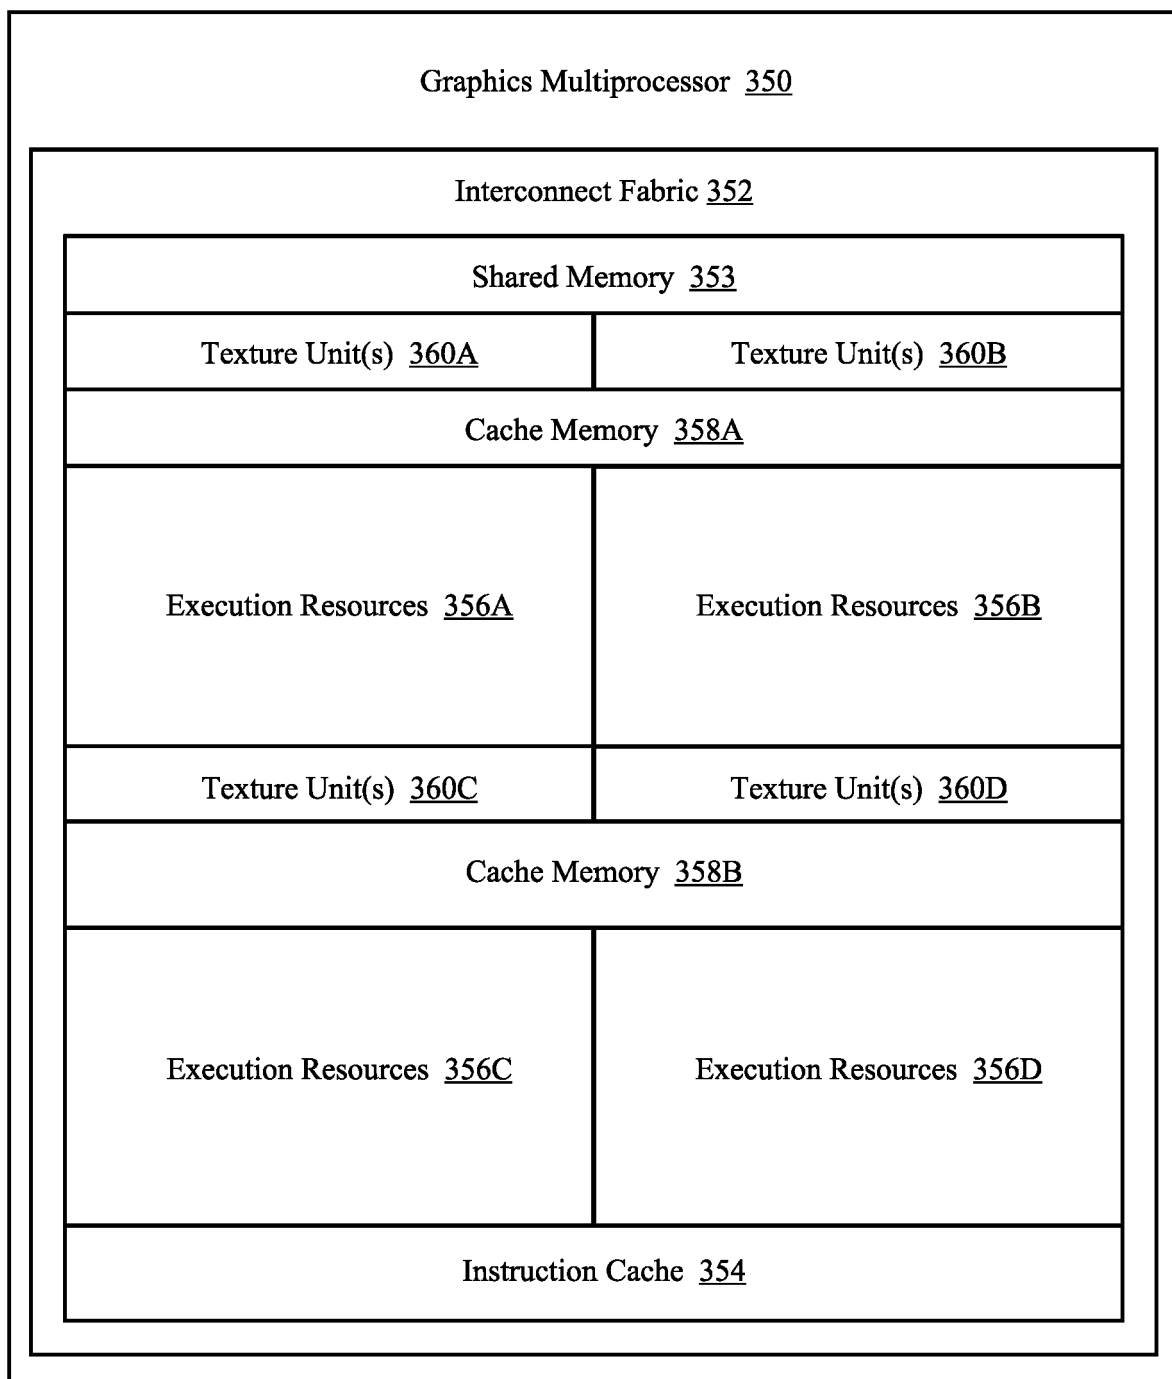 Graphics Multiprocessor 350
Interconnect Fabric 352
Shared Memory 353
Texture Unit(s) 360A
Texture Unit(s) 360B
Cache Memory 358A
Execution Resources 356A
Execution Resources 356B
Texture Unit(s) 360C
Texture Unit(s) 360D
Cache Memory 358B
Execution Resources 356C
Execution Resources 356D
Instruction Cache 354